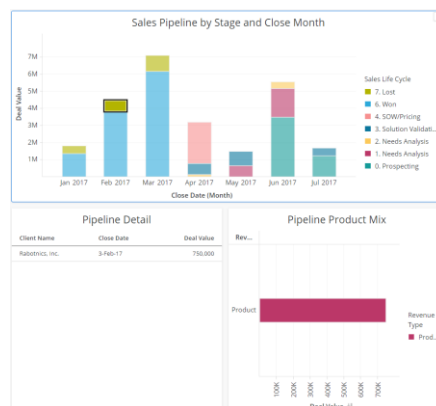 Sales Pipeline by Stage and Close Month
7M
6M
5M
4M
3M
2M
1M
Deal Value
Jan 2017 Feb 2017 Mar 2017 Apr 2017 May 2017 Jun 2017 Jul 2017
Close Date (Month)
Sales Life Cycle
7. Lost
6. Won
4. SOW/Pricing
3. Solution Validati...
2. Needs Analysis
1. Needs Analysis
0. Prospecting
Pipeline Detail
Client Name Close Date Deal Value
Rabotnics, Inc. 3-Feb-17 750,000
Pipeline Product Mix
Rev...
Product
100K 200K 300K 400K 500K 600K 700K
Deal Value
Revenue
Type
Prod...